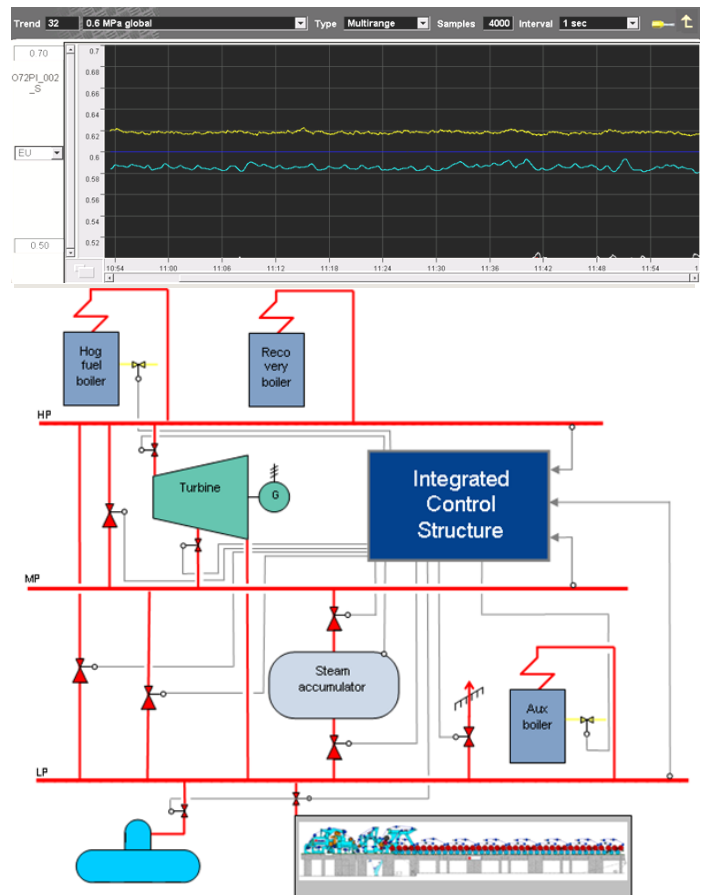 Trend 32 0.6 MPa global Type Multirange Samples 4000 Interval 1 sec
0.70
O72PI_002
_S
EU
0.50
0.7
0.68
0.66
0.64
0.62
0.6
0.58
0.56
0.54
0.52
10:54 11:00 11:06 11:12 11:18 11:24 11:30 11:36 11:42 11:48 11:54 1
Hog
fuel
boiler
Reco
very
boiler
HP
Turbine
G
Integrated
Control
Structure
MP
Steam
accumulator
Aux
boiler
LP